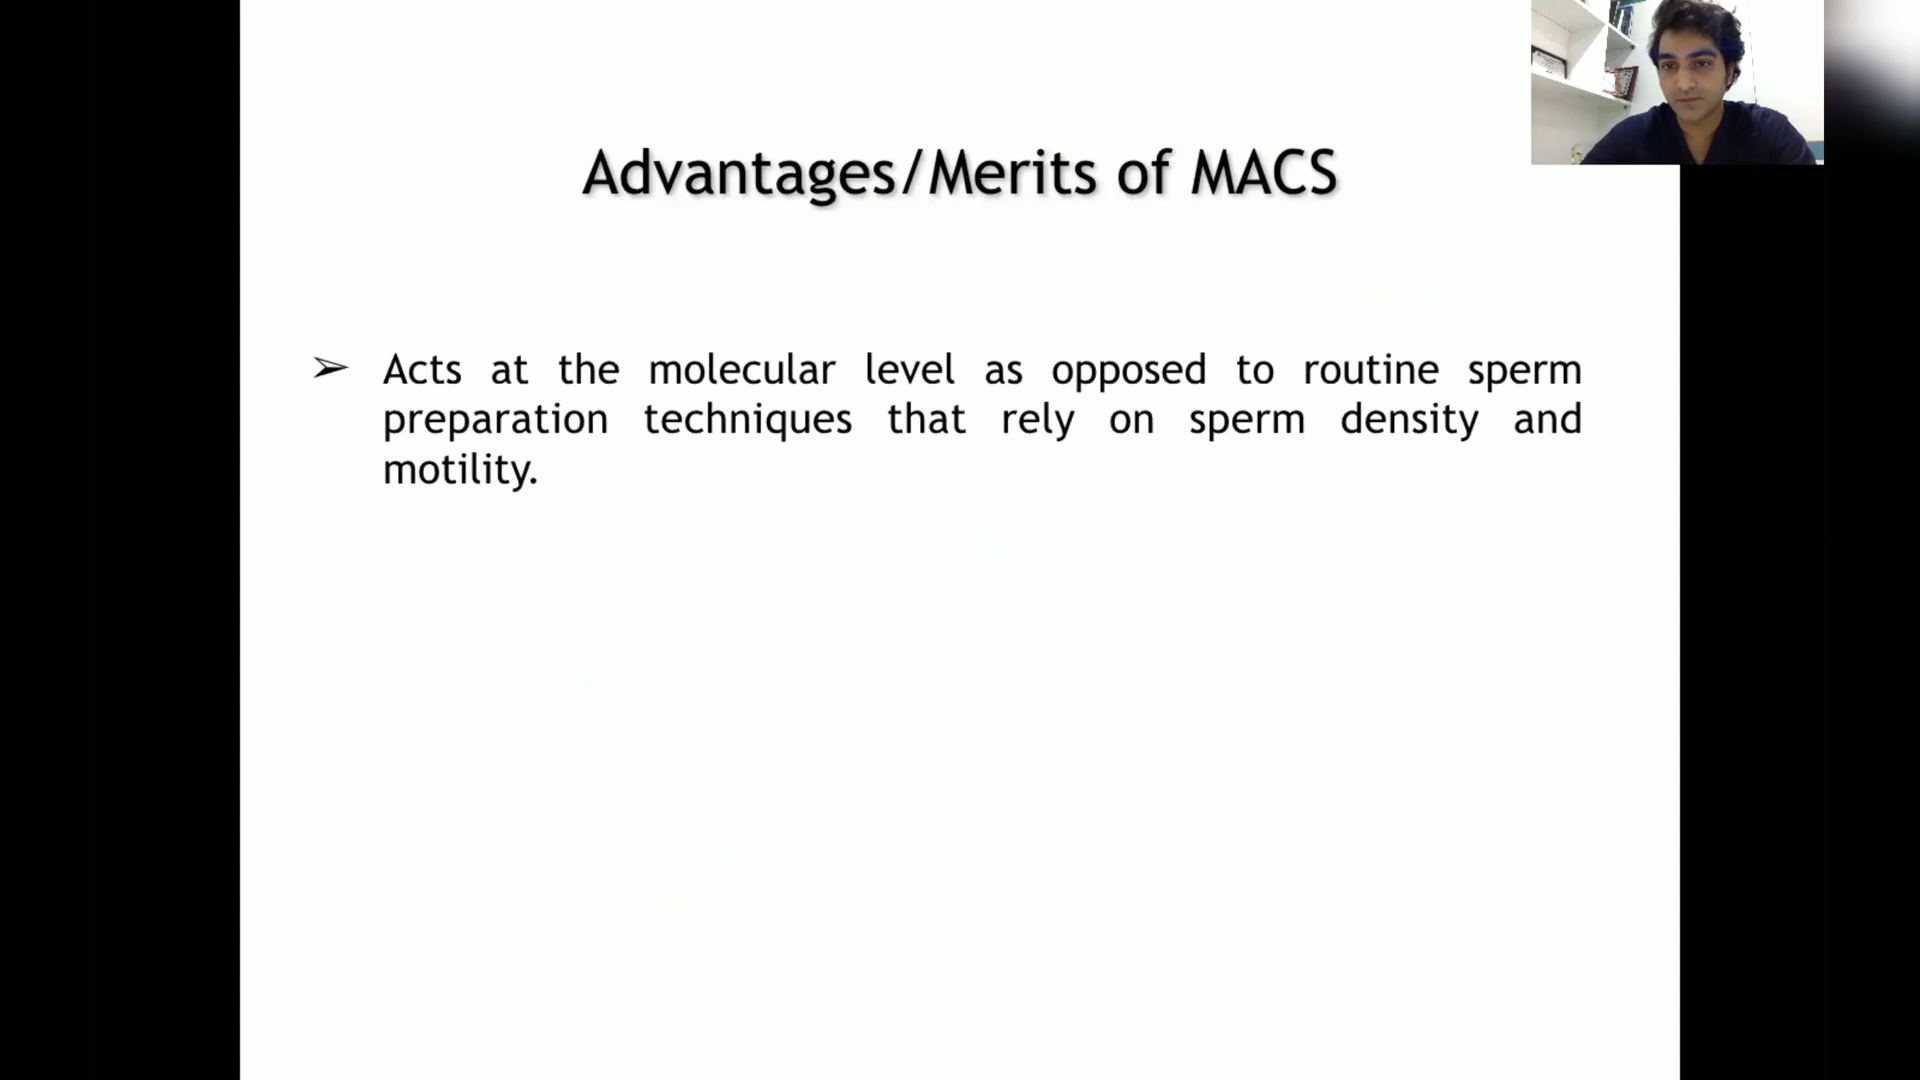 Advantages/Merits of MACS
➢ Acts at the molecular level as opposed to routine sperm
preparation techniques that rely on sperm density and
motility.